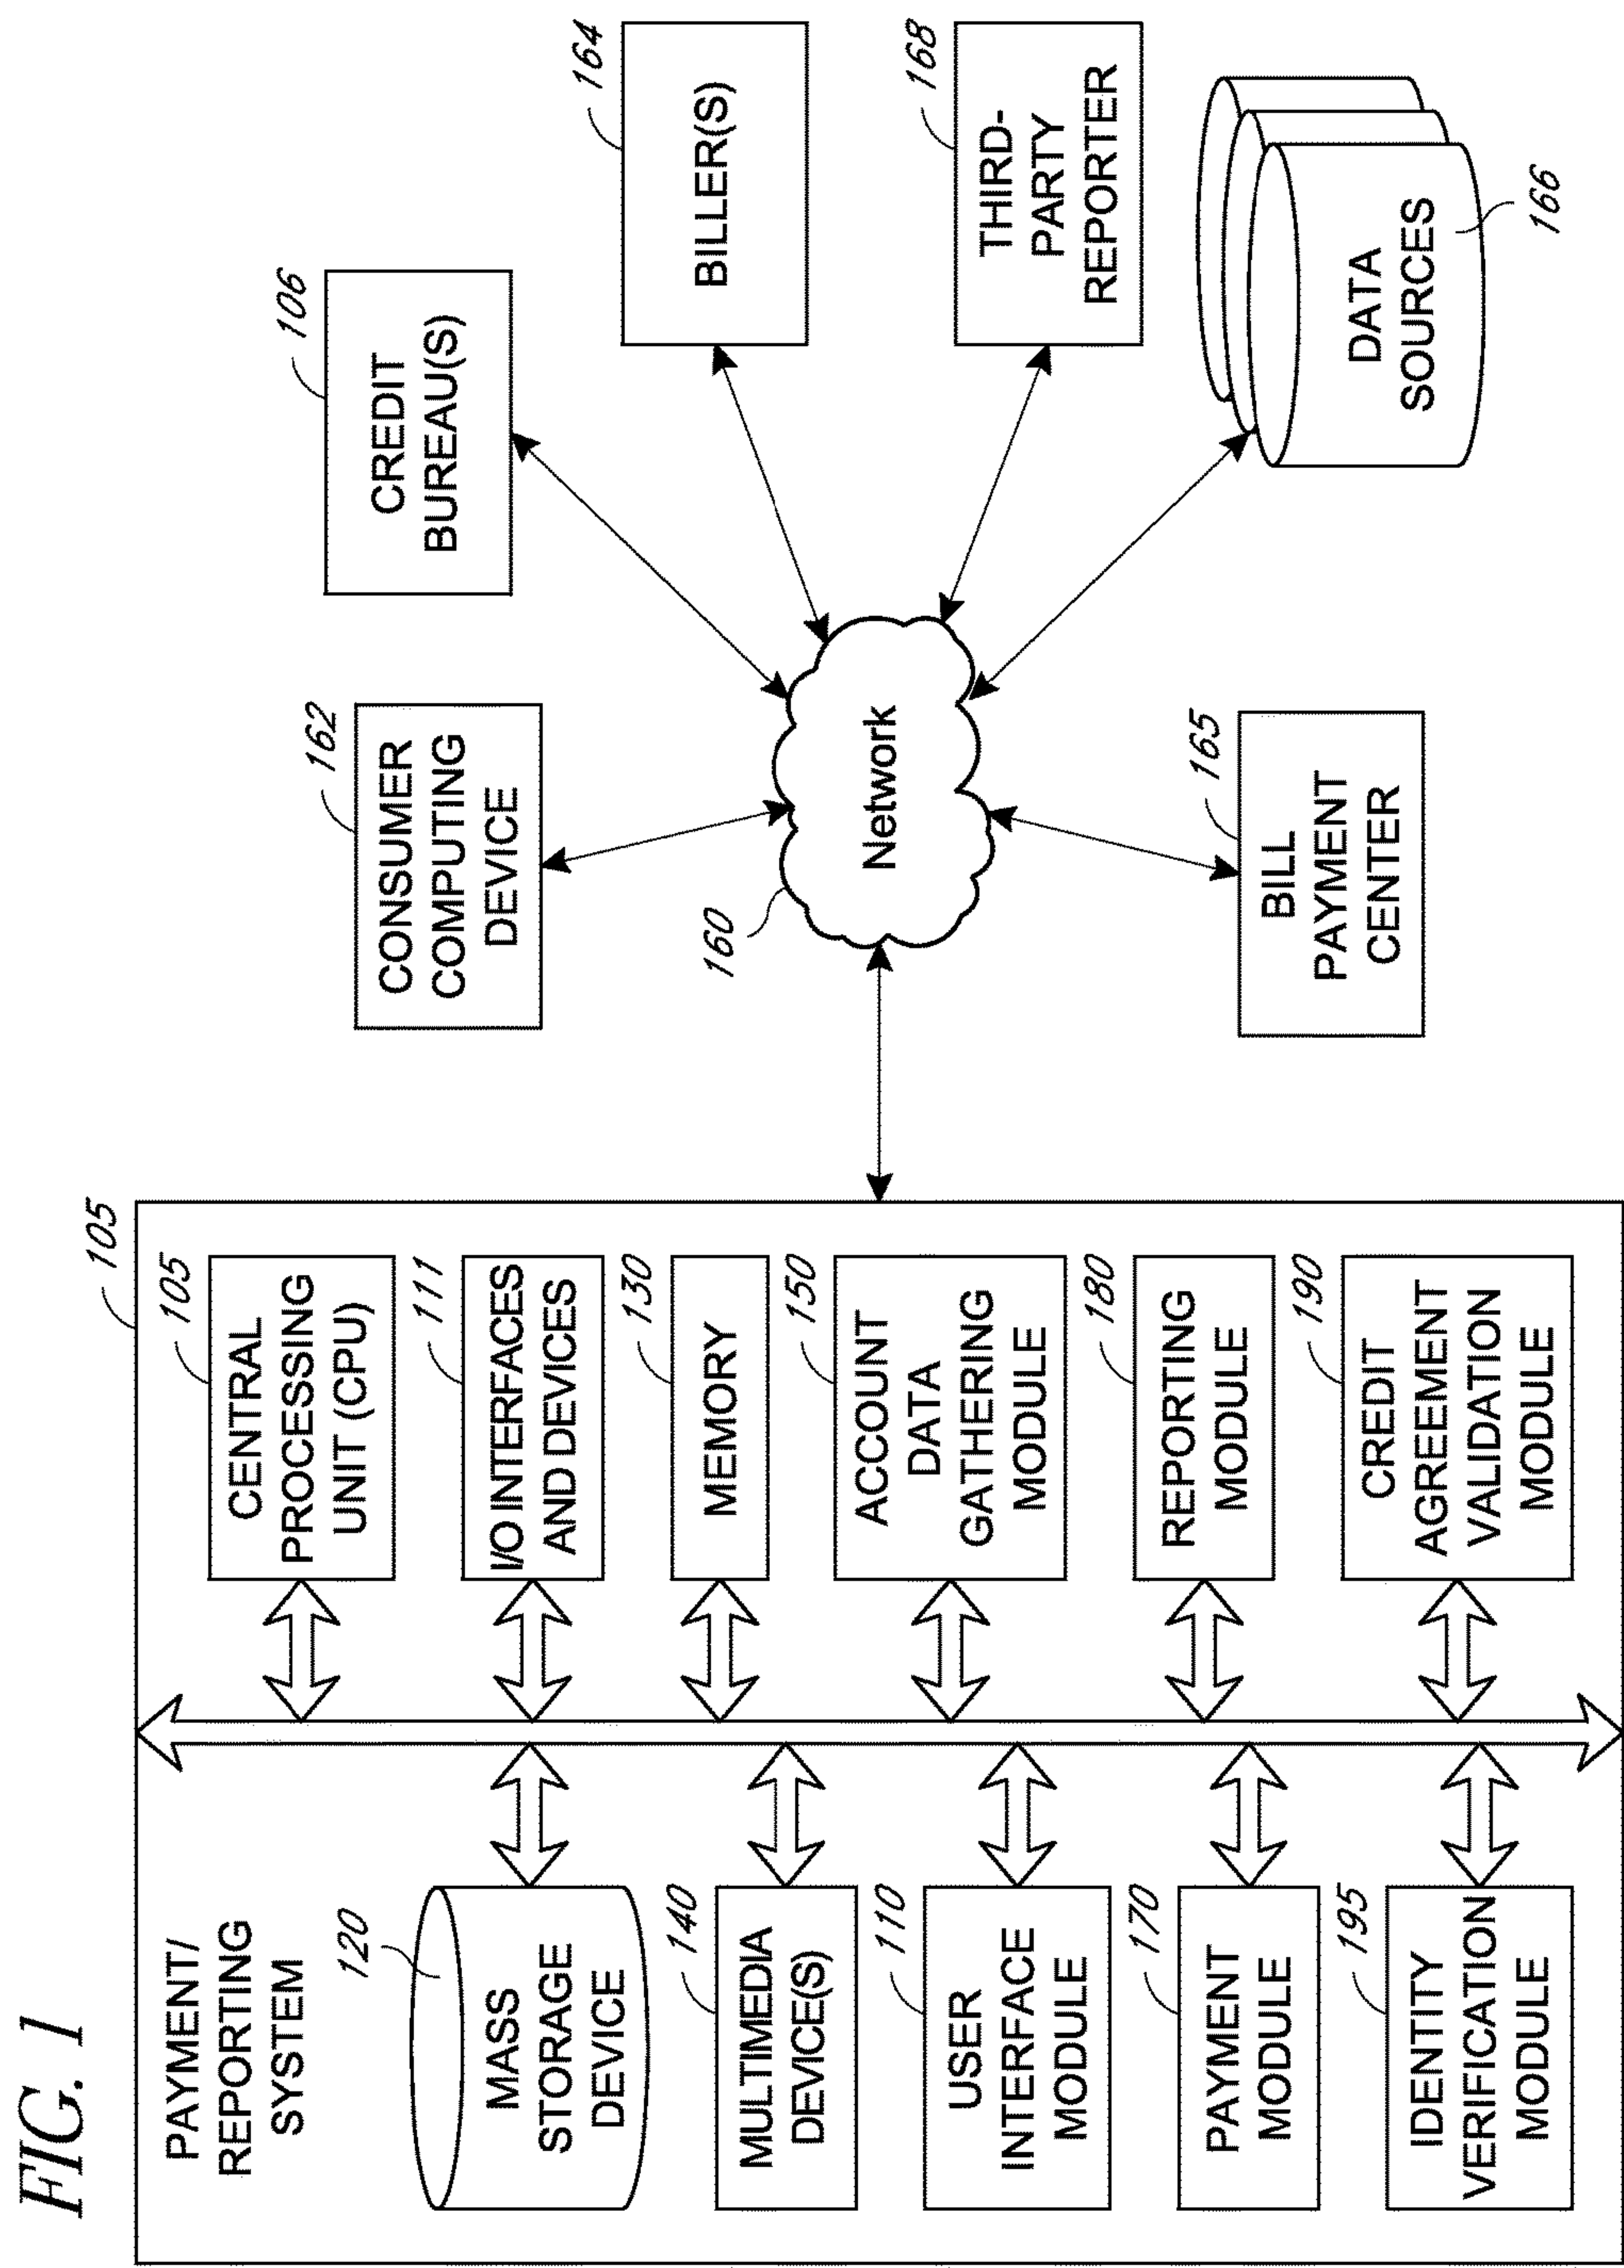 FIG. 1
PAYMENT/
REPORTING
SYSTEM
105
120
MASS
STORAGE
DEVICE
140
MULTIMEDIA
DEVICE(S)
110
USER
INTERFACE
MODULE
170
PAYMENT
MODULE
195
IDENTITY
VERIFICATION
MODULE
105
CENTRAL
PROCESSING
UNIT (CPU)
111
I/O INTERFACES
AND DEVICES
130
MEMORY
150
ACCOUNT
DATA
GATHERING
MODULE
180
REPORTING
MODULE
190
CREDIT
AGREEMENT
VALIDATION
MODULE
162
CONSUMER
COMPUTING
DEVICE
106
CREDIT
BUREAU(S)
164
BILLER(S)
160
Network
168
THIRD-
PARTY
REPORTER
165
BILL
PAYMENT
CENTER
DATA
SOURCES
166